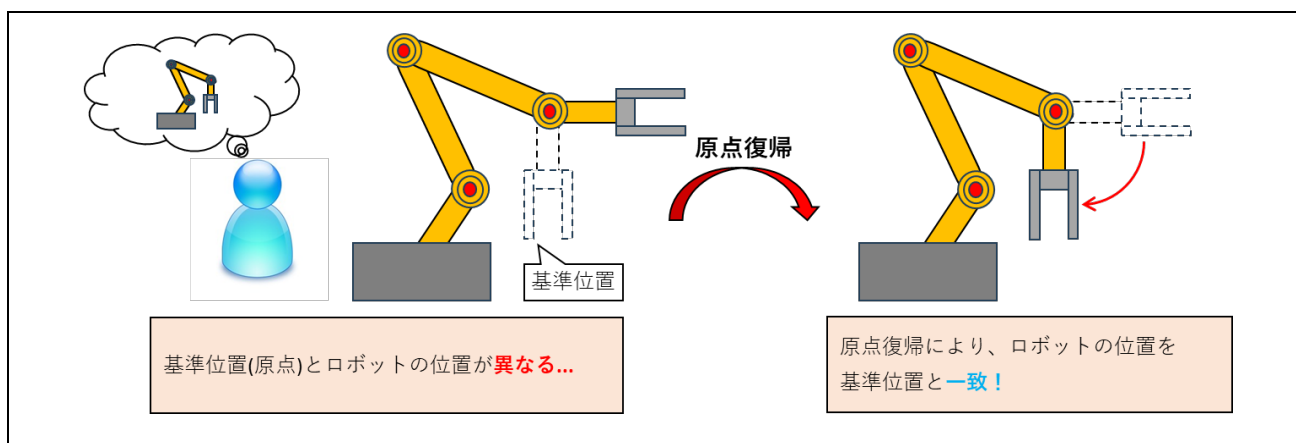 原点復帰
基準位置
基準位置(原点)とロボットの位置が異なる...
原点復帰により、ロボットの位置を
基準位置と一致！